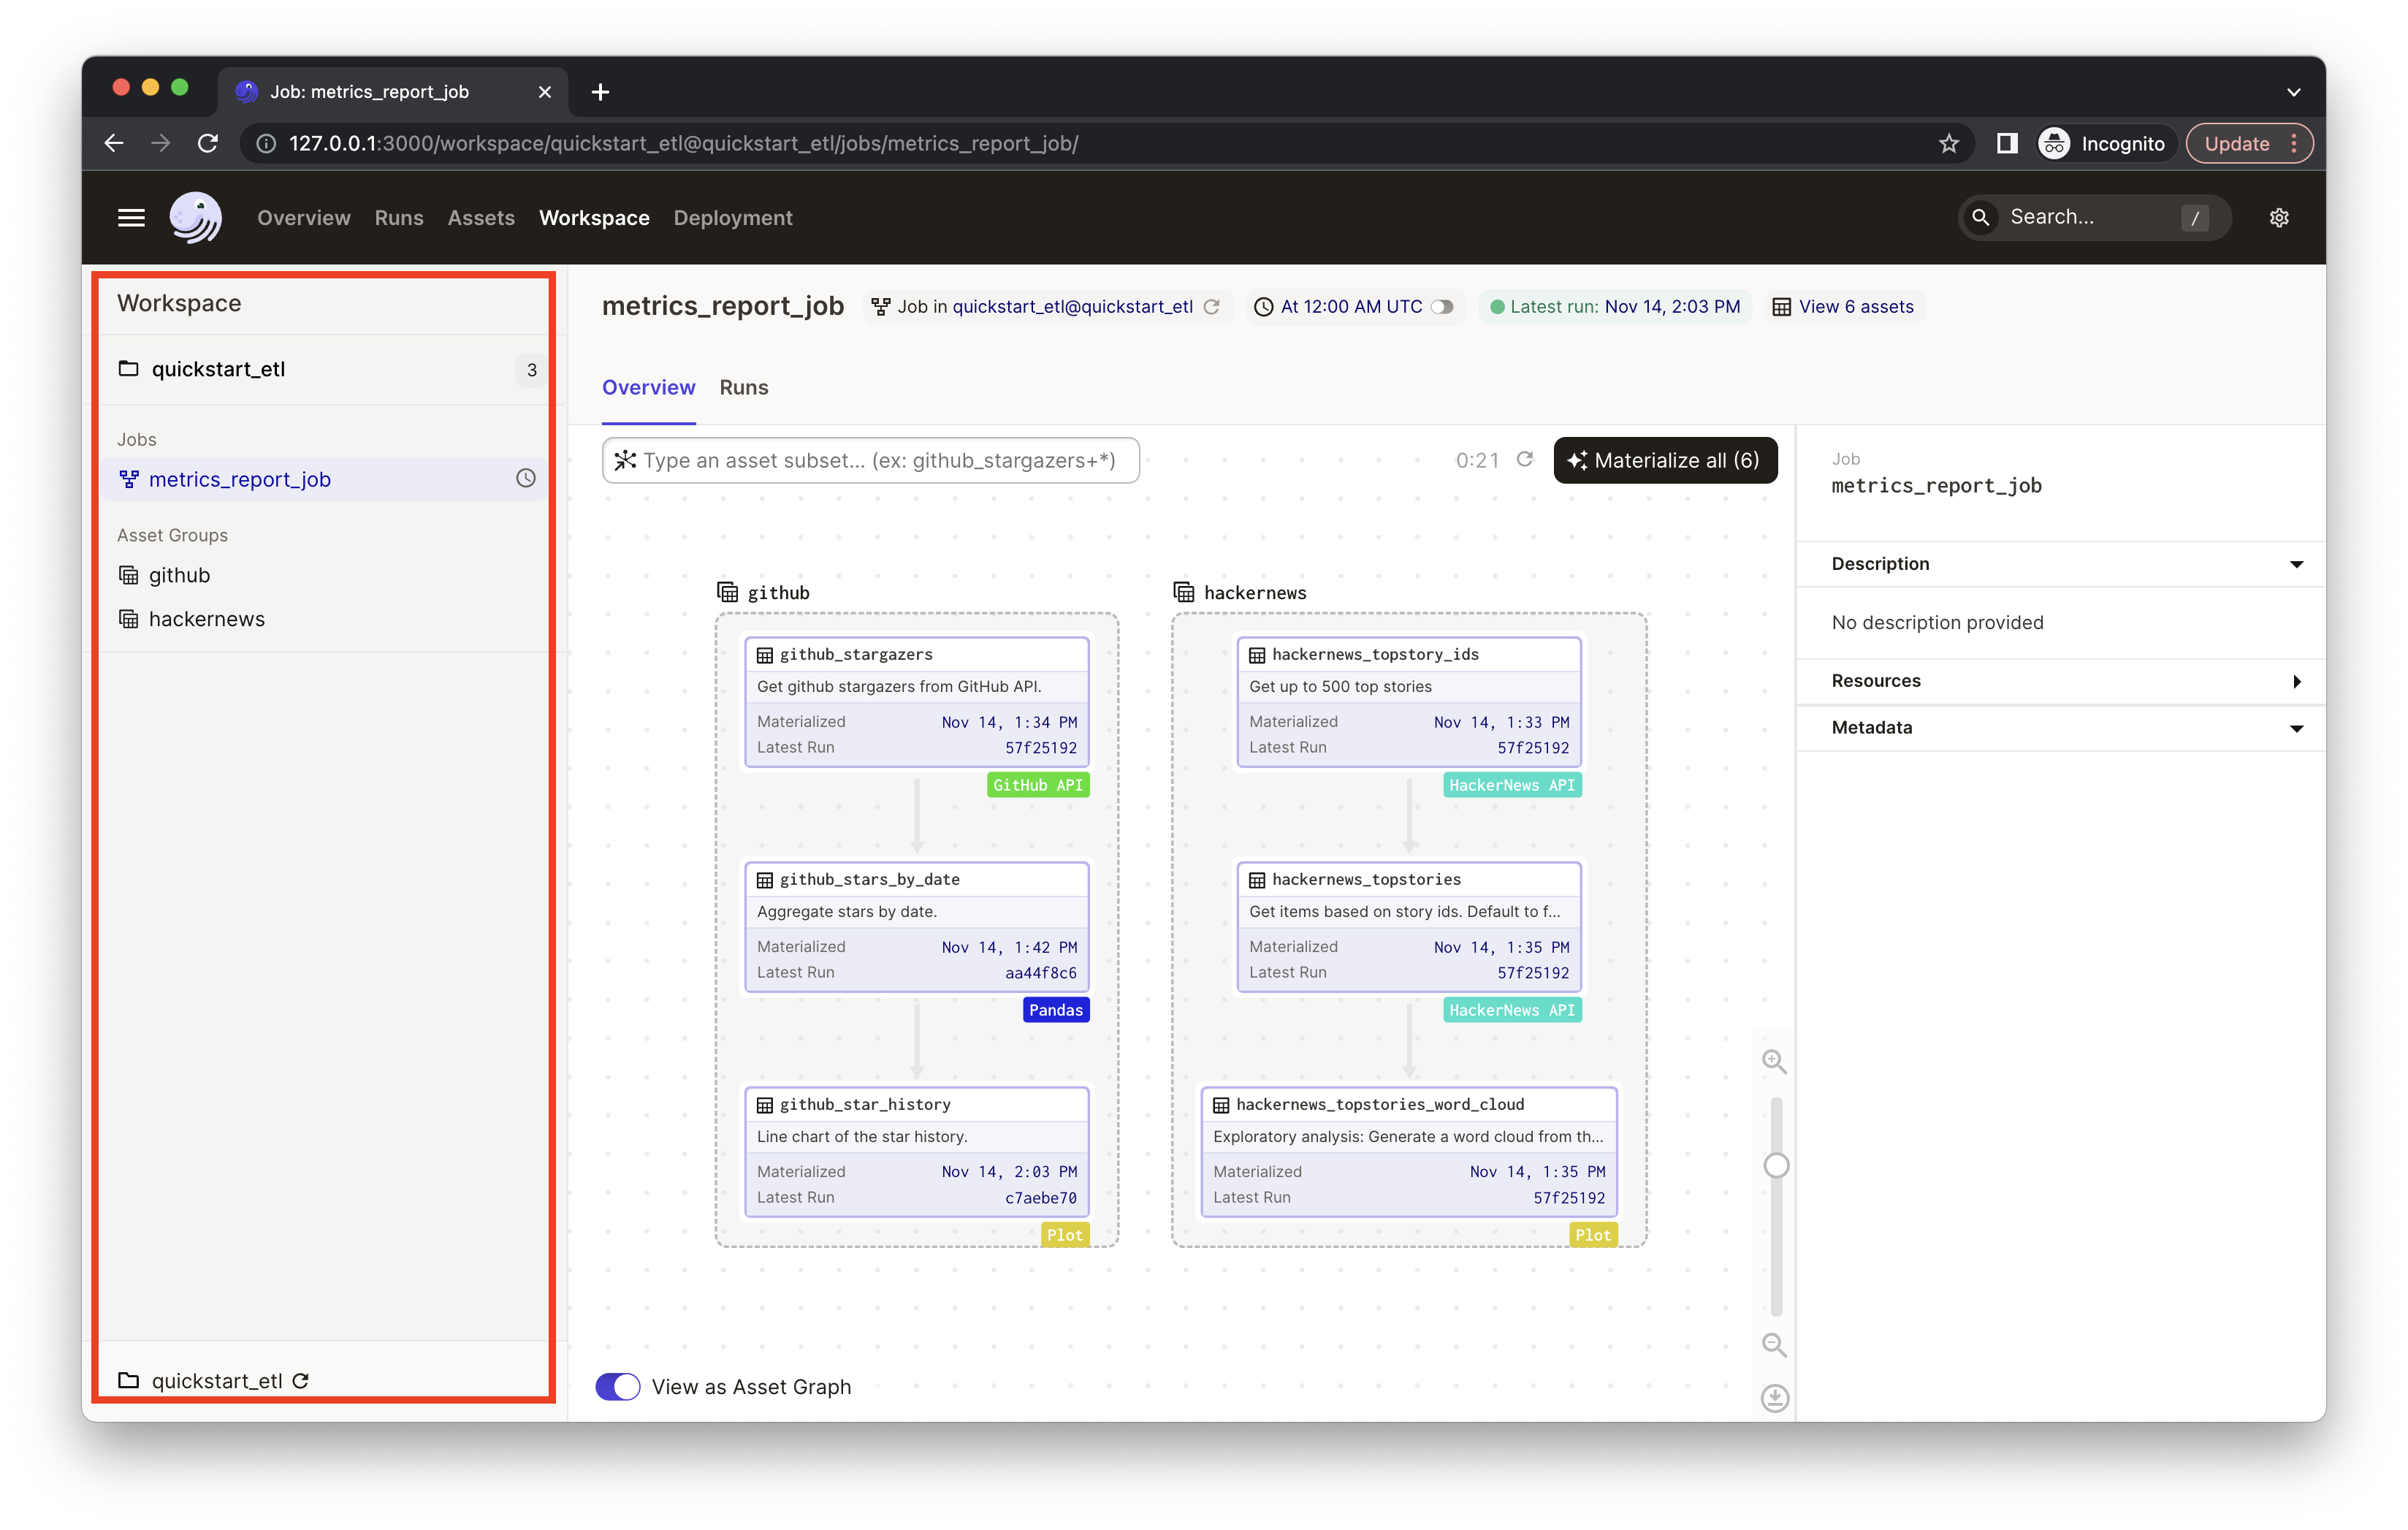 Job: metrics_report_job
127.0.0.1:3000/workspace/quickstart_etl@quickstart_etl/jobs/metrics_report_job/
Incognito
Update
Overview Runs Assets Workspace Deployment
Search... /
Workspace
quickstart_etl 3
Jobs
metrics_report_job
Asset Groups
github
hackernews
quickstart_etl
metrics_report_job Job in quickstart_etl@quickstart_etl At 12:00 AM UTC Latest run: Nov 14, 2:03 PM View 6 assets
Overview Runs
Type an asset subset... (ex: github_stargazers+*) 0:21 Materialize all (6)
github
github_stargazers
Get github stargazers from GitHub API.
Materialized Nov 14, 1:34 PM
Latest Run 57f25192
GitHub API
github_stars_by_date
Aggregate stars by date.
Materialized Nov 14, 1:42 PM
Latest Run aa44f8c6
Pandas
github_star_history
Line chart of the star history.
Materialized Nov 14, 2:03 PM
Latest Run c7aebe70
Plot
hackernews
hackernews_topstory_ids
Get up to 500 top stories
Materialized Nov 14, 1:33 PM
Latest Run 57f25192
HackerNews API
hackernews_topstories
Get items based on story ids. Default to f...
Materialized Nov 14, 1:35 PM
Latest Run 57f25192
HackerNews API
hackernews_topstories_word_cloud
Exploratory analysis: Generate a word cloud from th...
Materialized Nov 14, 1:35 PM
Latest Run 57f25192
Plot
View as Asset Graph
Job
metrics_report_job
Description
No description provided
Resources
Metadata